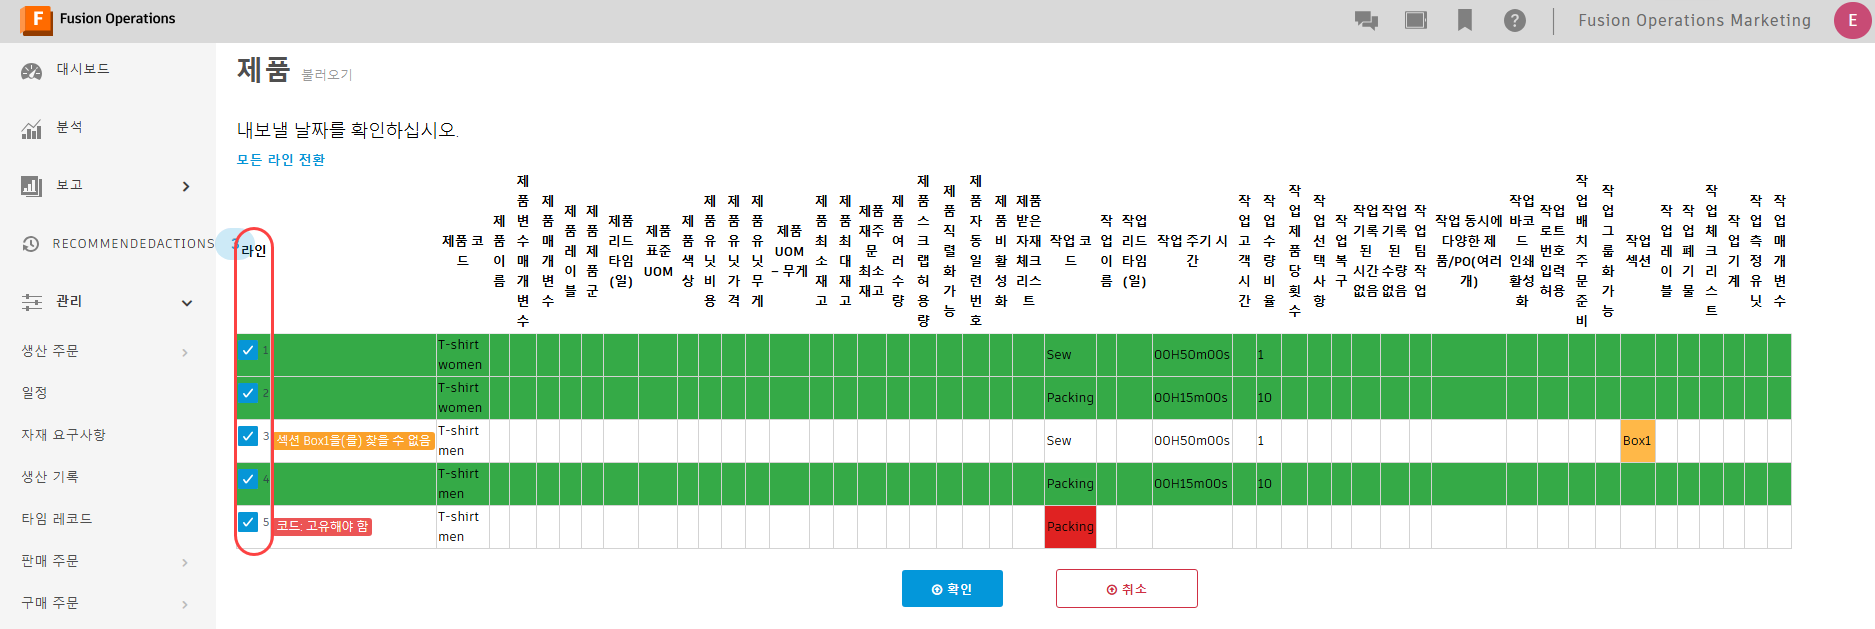 F Fusion Operations
Fusion Operations Marketing
E
대시보드
분석
보고
RECOMMENDEDACTIONS
3
관리
생산 주문
일정
자재 요구사항
생산 기록
타임 레코드
판매 주문
구매 주문
제품 불러오기
내보낼 날짜를 확인하십시오.
모든 라인 전환
라인
제품 코드
제품 이름
제품 변수 매개변수
제품 매개변수
제품 레이블
제품 제품군
제품 리드 타임(일)
제품 표준 UOM
제품 색상
제품 유닛 비용
제품 유닛 가격
제품 유닛 무게
제품 UOM – 무게
제품 최소 재고
제품 최대 재고
제품 재주문 최소 재고
제품 여러 수량
제품 스크랩 허용량
제품 직렬화 가능
제품 자동 일련번호
제품 비활성화
제품 받은 자재 체크리스트
작업 코드
작업 이름
작업 리드 타임(일)
작업 주기 시간
작업 고객 시간
작업 수량 비율
작업 제품당 횟수
작업 선택 사항
작업 복구
작업 기록된 시간 없음
작업 기록된 수량 없음
작업 팀 작업
작업 동시에 다양한 제품/PO(여러 개)
작업 바코드 인쇄 활성화
작업 로트 번호 입력 허용
작업 배치 주문 준비
작업 그룹화 가능
작업 섹션
작업 레이블
작업 폐기물
작업 체크리스트
작업 기계
작업 측정 유닛
작업 매개변수
1 T-shirt women Sew 00H50m00s 1
2 T-shirt women Packing 00H15m00s 10
3 섹션 Box1을(를) 찾을 수 없음 T-shirt men Sew 00H50m00s 1 Box1
4 T-shirt men Packing 00H15m00s 10
5 코드: 고유해야 함 T-shirt men Packing
확인
취소